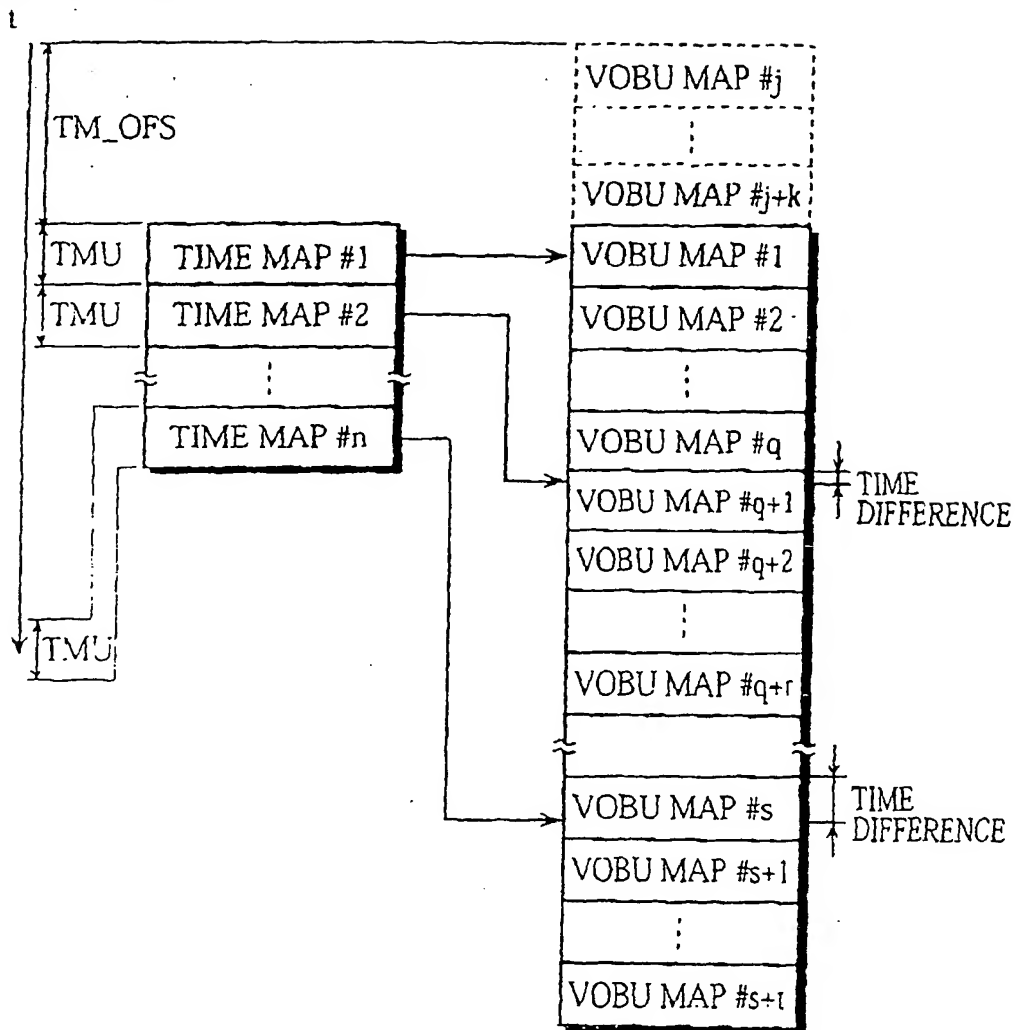 t
VOBU MAP #j
TM_OFS
VOBU MAP #j+k
TMU
TIME MAP #1
VOBU MAP #1
TMU
TIME MAP #2
VOBU MAP #2
TIME MAP #n
VOBU MAP #q
TIME
DIFFERENCE
VOBU MAP #q+1
VOBU MAP #q+2
TMU
VOBU MAP #q+r
VOBU MAP #s
TIME
DIFFERENCE
VOBU MAP #s+1
VOBU MAP #s+t